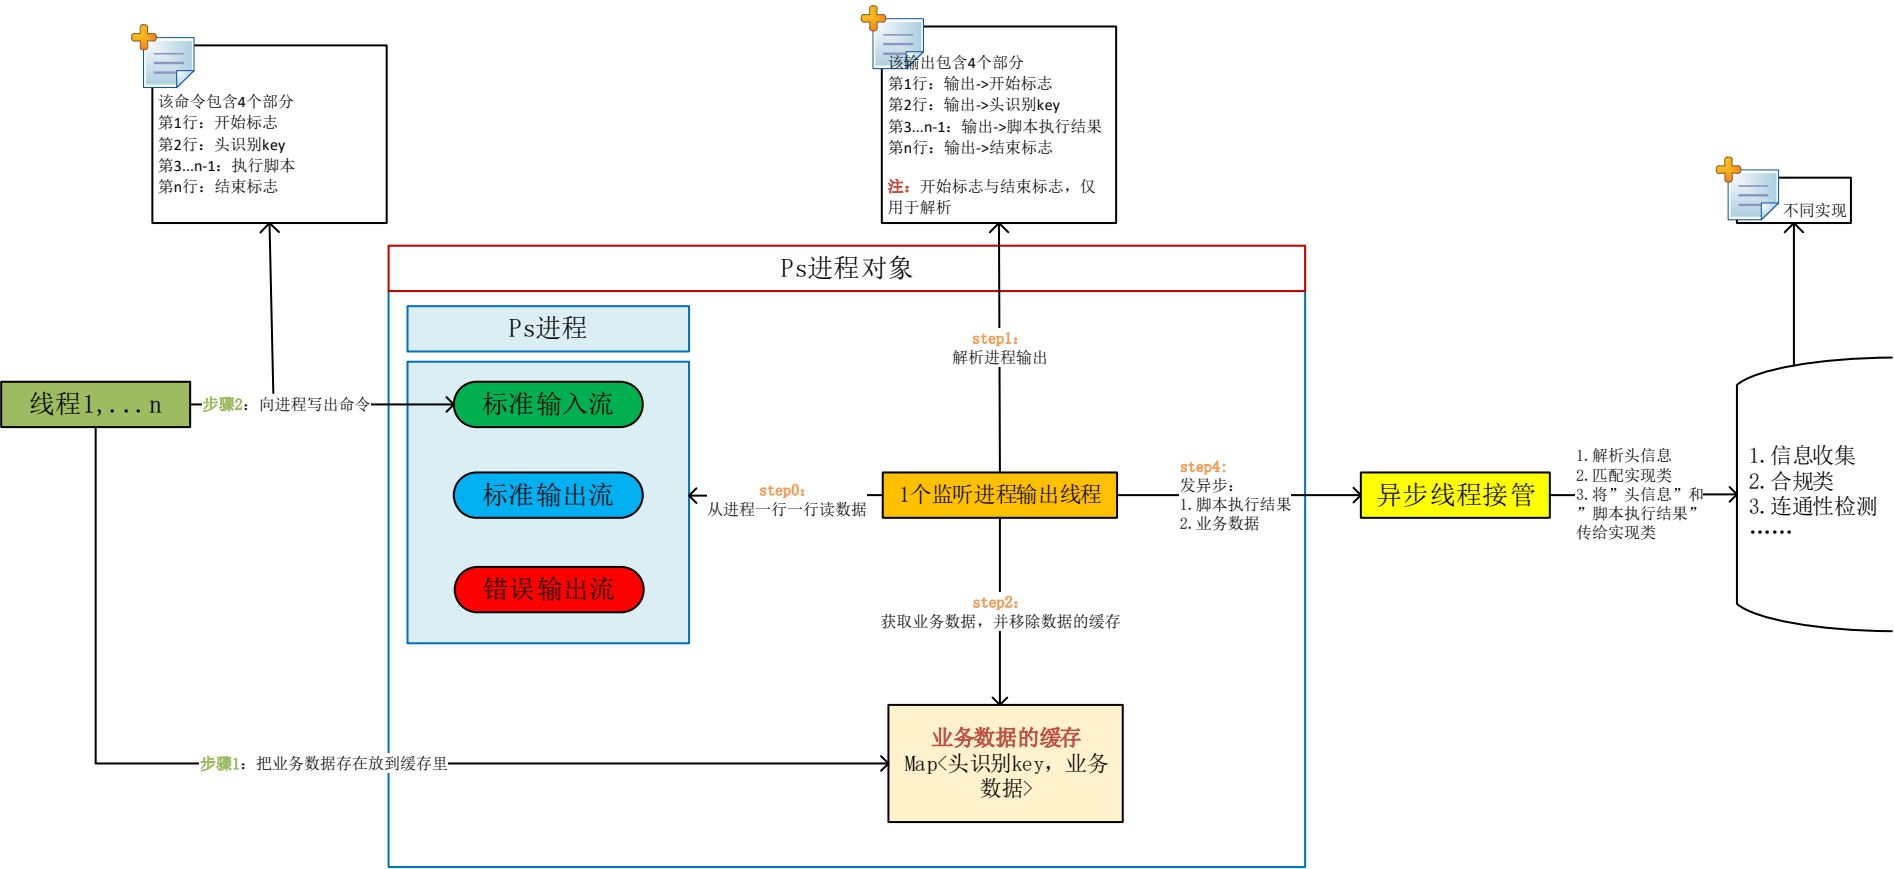 该命令包含4个部分
第1行：开始标志
第2行：头识别key
第3...n-1：执行脚本
第n行：结束标志
该输出包含4个部分
第1行：输出->开始标志
第2行：输出->头识别key
第3...n-1：输出->脚本执行结果
第n行：输出->结束标志
注：开始标志与结束标志，仅
用于解析
不同实现
Ps进程对象
Ps进程
step1：
解析进程输出
线程1,...n
步骤2：向进程写出命令
标准输入流
标准输出流
错误输出流
step0：
从进程一行一行读数据
1个监听进程输出线程
step4:
发异步：
1.脚本执行结果
2.业务数据
异步线程接管
1.解析头信息
2.匹配实现类
3.将”头信息”和
”脚本执行结果”
传给实现类
1.信息收集
2.合规类
3.连通性检测
......
step2：
获取业务数据，并移除数据的缓存
步骤1：把业务数据存在放到缓存里
业务数据的缓存
Map<头识别key，业务
数据>